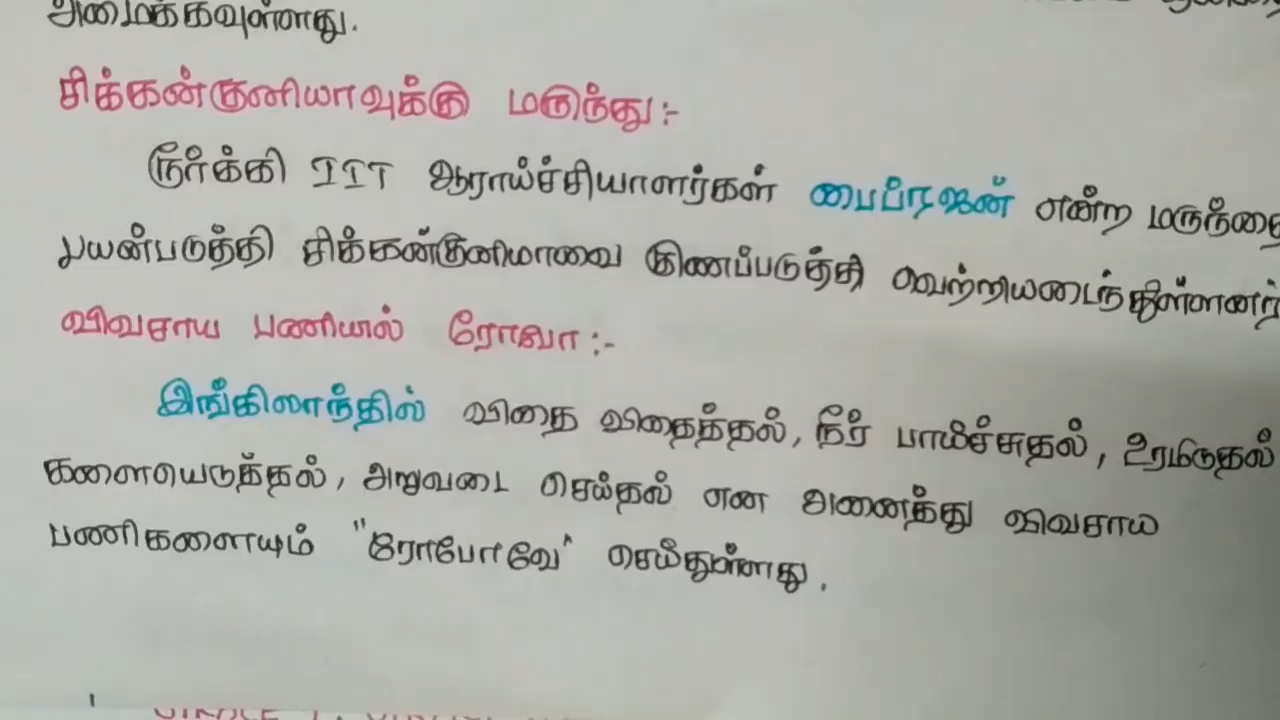 அமைக்கவுள்ளது.
சிக்கன்குனியாவுக்கு மருந்து:-
ரூர்க்கி IIT ஆராய்ச்சியாளர்கள் பைப்ரஜன் என்ற மருந்தை
பயன்படுத்தி சிக்கன்குனியாவை குணப்படுத்தி வெற்றியடைந்துள்ளனர்
விவசாய பணியில் ரோபோ:-
இங்கிலாந்தில் விதை விதைத்தல், நீர் பாய்ச்சுதல், உரமிடுதல்
களையெடுத்தல், அறுவடை செய்தல் என அனைத்து விவசாய
பணிகளையும் "ரோபோவே" செய்துள்ளது.